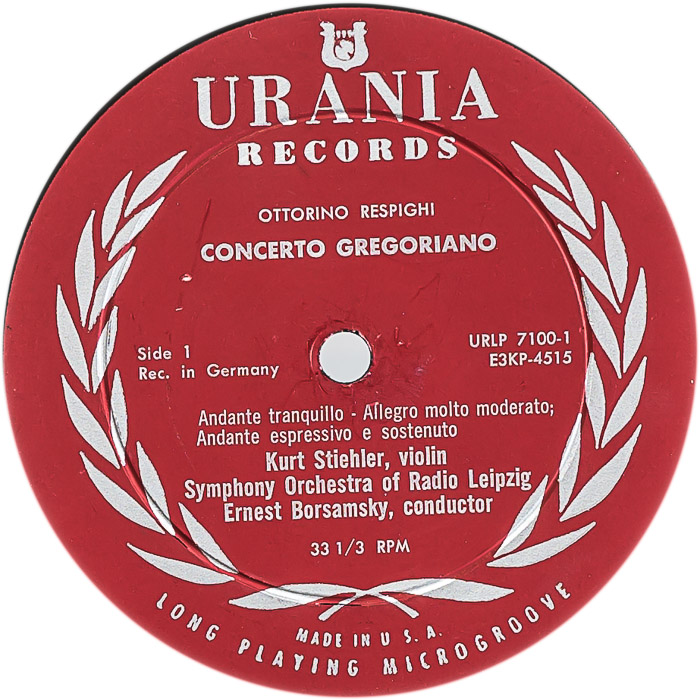 URANIA
RECORDS
OTTORINO RESPIGHI
CONCERTO GREGORIANO
Side 1
Rec. in Germany
URLP 7100-1
E3KP-4515
Andante tranquillo - Allegro molto moderato;
Andante espressivo e sostenuto
Kurt Stiehler, violin
Symphony Orchestra of Radio Leipzig
Ernest Borsamsky, conductor
33 1/3 RPM
MADE IN U S. A.
LONG PLAYING MICROGROOVE